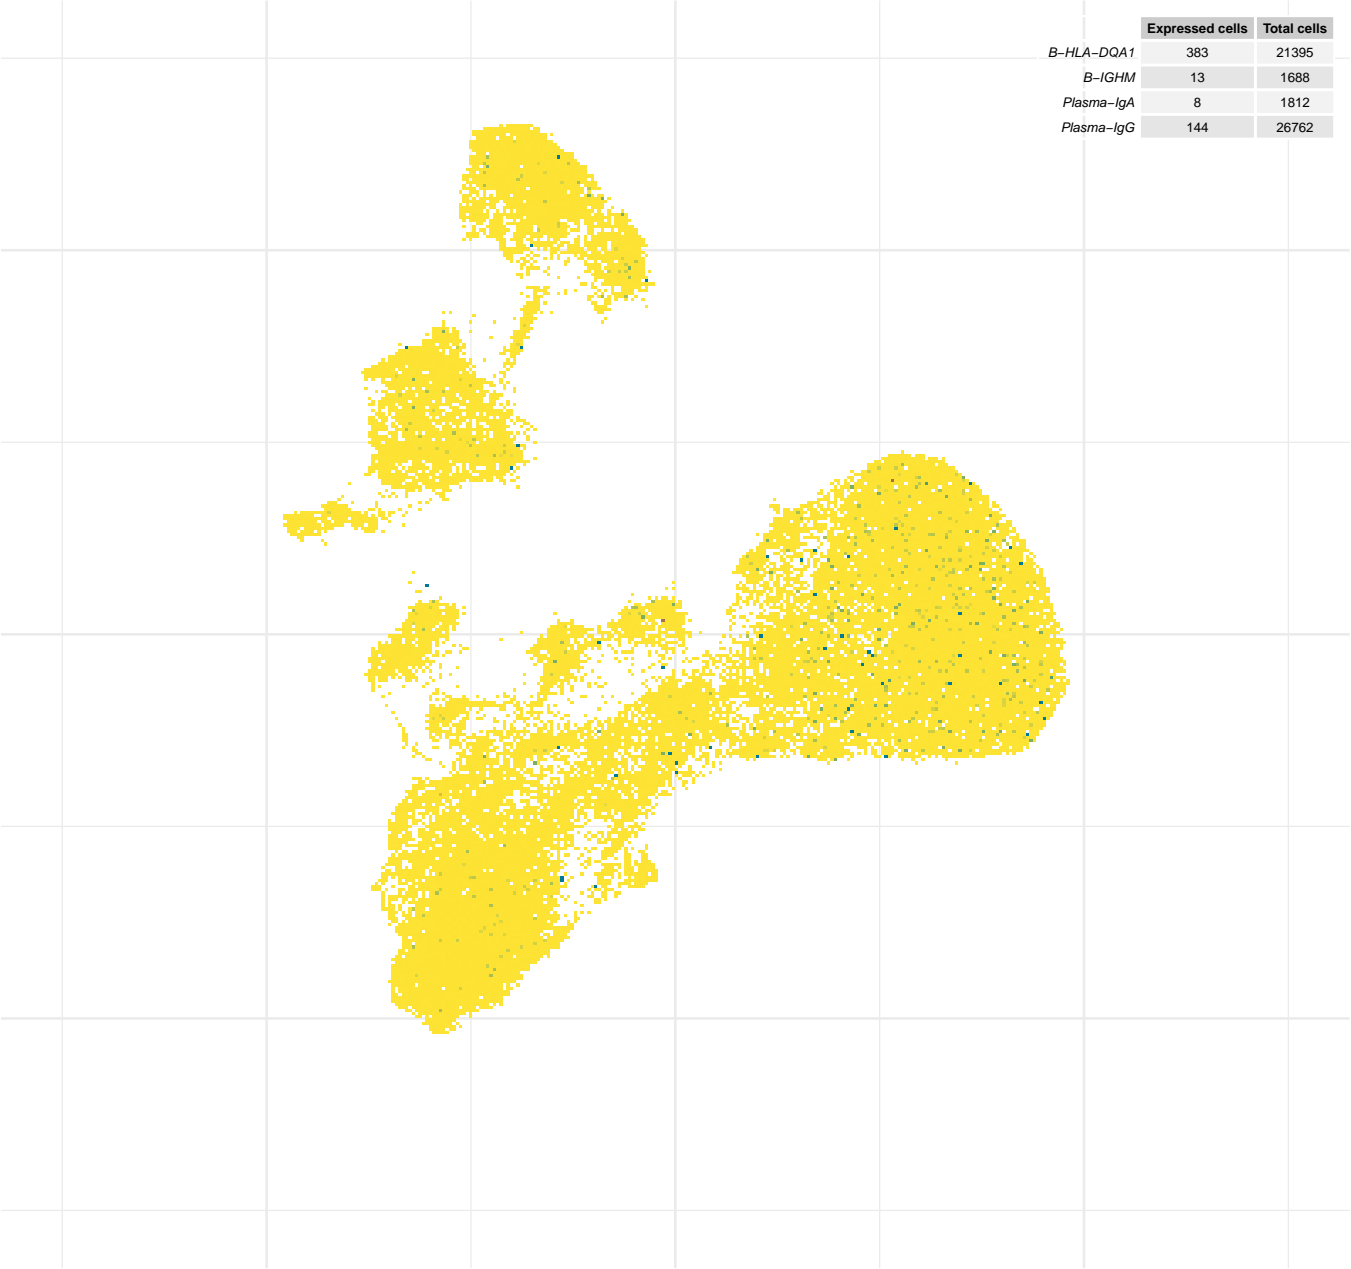 Expressed cells Total cells
B−HLA−DQA1 383 21395
B−IGHM 13 1688
Plasma−IgA 8 1812
Plasma−IgG 144 26762